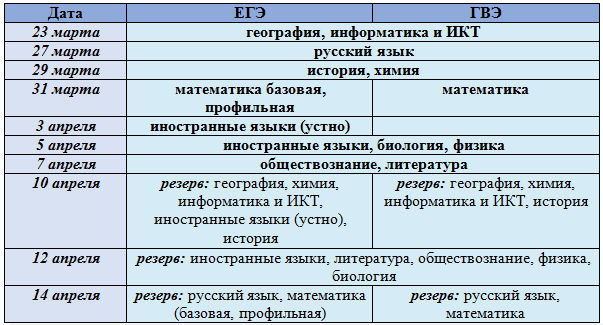 Дата ЕГЭ ГВЭ
23 марта география, информатика и ИКТ
27 марта русский язык
29 марта история, химия
31 марта математика базовая, математика
профильная
3 апреля иностранные языки (устно)
5 апреля иностранные языки, биология, физика
7 апреля обществознание, литература
10 апреля резерв: география, химия, резерв: география, химия,
информатика и ИКТ, информатика и ИКТ, история
иностранные языки (устно),
история
12 апреля резерв: иностранные языки, литература, обществознание, физика,
биология
14 апреля резерв: русский язык, математика резерв: русский язык,
(базовая, профильная) математика